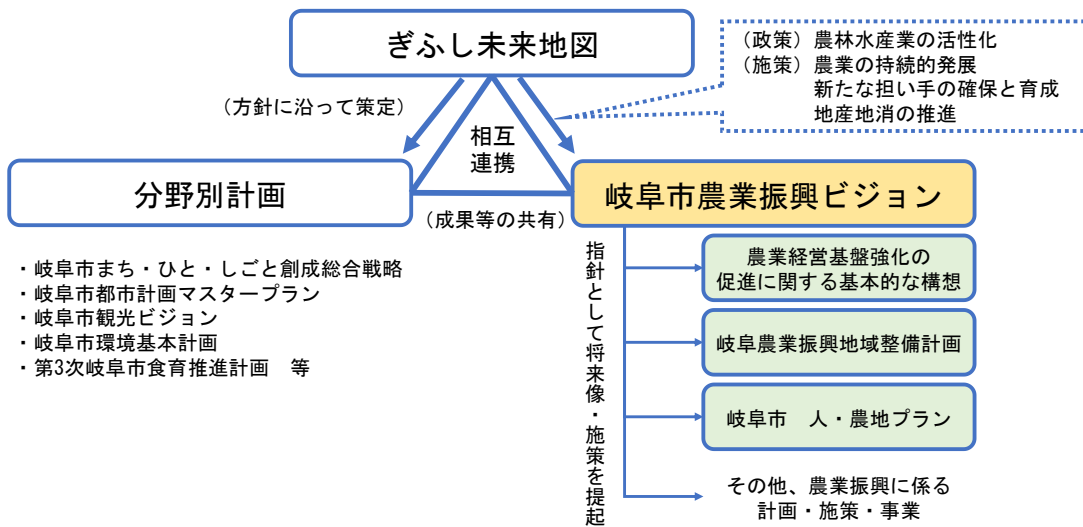 ぎふし未来地図
（政策）農林水産業の活性化
（施策）農業の持続的発展
新たな担い手の確保と育成
地産地消の推進
（方針に沿って策定）
相互
連携
分野別計画
岐阜市農業振興ビジョン
（成果等の共有）
・岐阜市まち・ひと・しごと創成総合戦略
・岐阜市都市計画マスタープラン
・岐阜市観光ビジョン
・岐阜市環境基本計画
・第3次岐阜市食育推進計画　等
指針として将来像・施策を提起
農業経営基盤強化の
促進に関する基本的な構想
岐阜農業振興地域整備計画
岐阜市　人・農地プラン
その他、農業振興に係る
計画・施策・事業